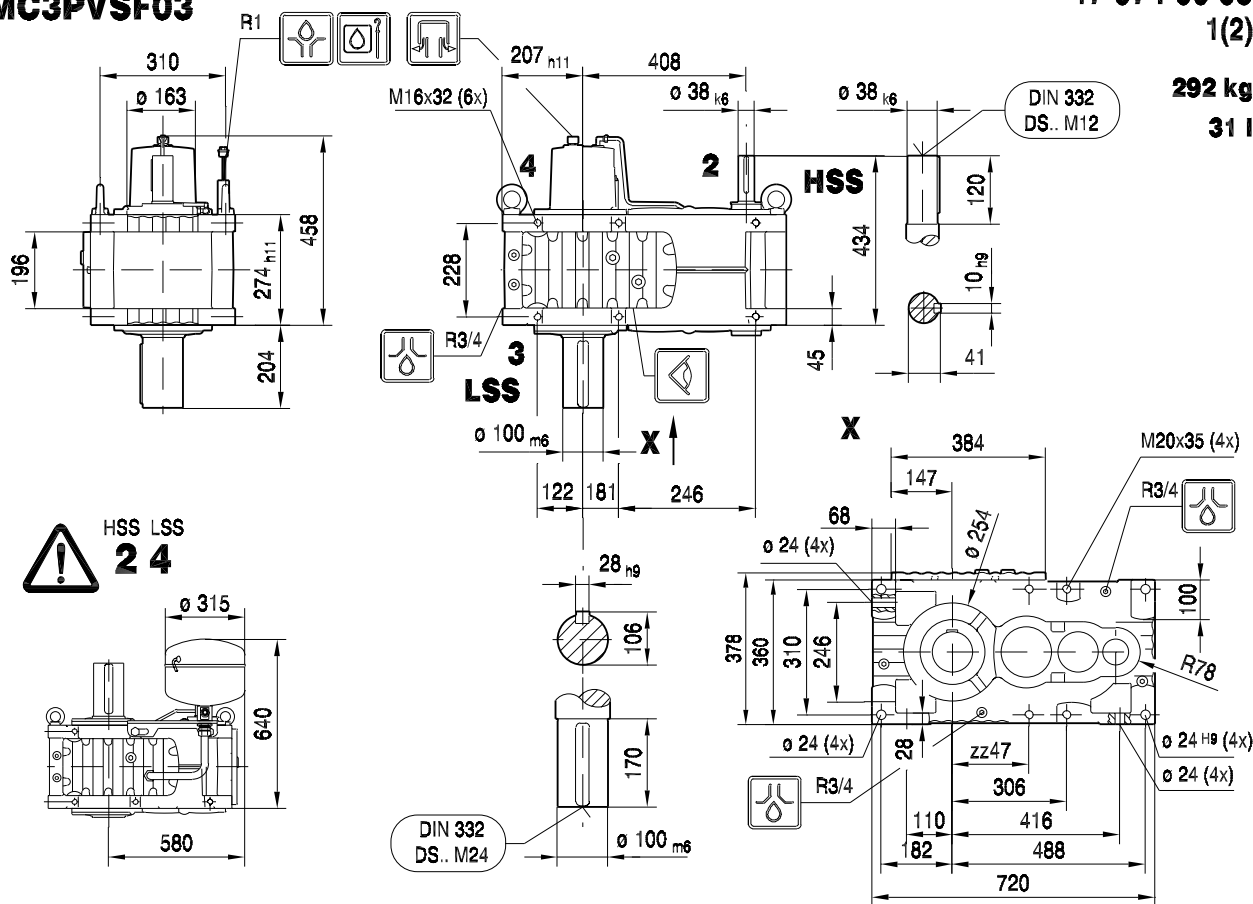 MC3PVSF03
1(2)
292 kg
31 l
R1
310
ø 163
458
196
274 h11
204
207 h11
408
M16x32 (6x)
ø 38 k6
ø 38 k6
DIN 332
DS.. M12
4
2
HSS
120
434
228
10 h9
R3/4
3
LSS
45
41
ø 100 m6
X
X
122
181
246
384
147
M20x35 (4x)
R3/4
68
ø 254
ø 24 (4x)
HSS LSS
2 4
28 h9
106
100
378
360
310
246
R78
ø 315
640
580
170
ø 24 (4x)
28
zz47
ø 24 H9 (4x)
R3/4
306
ø 24 (4x)
DIN 332
DS.. M24
ø 100 m6
110
416
182
488
720